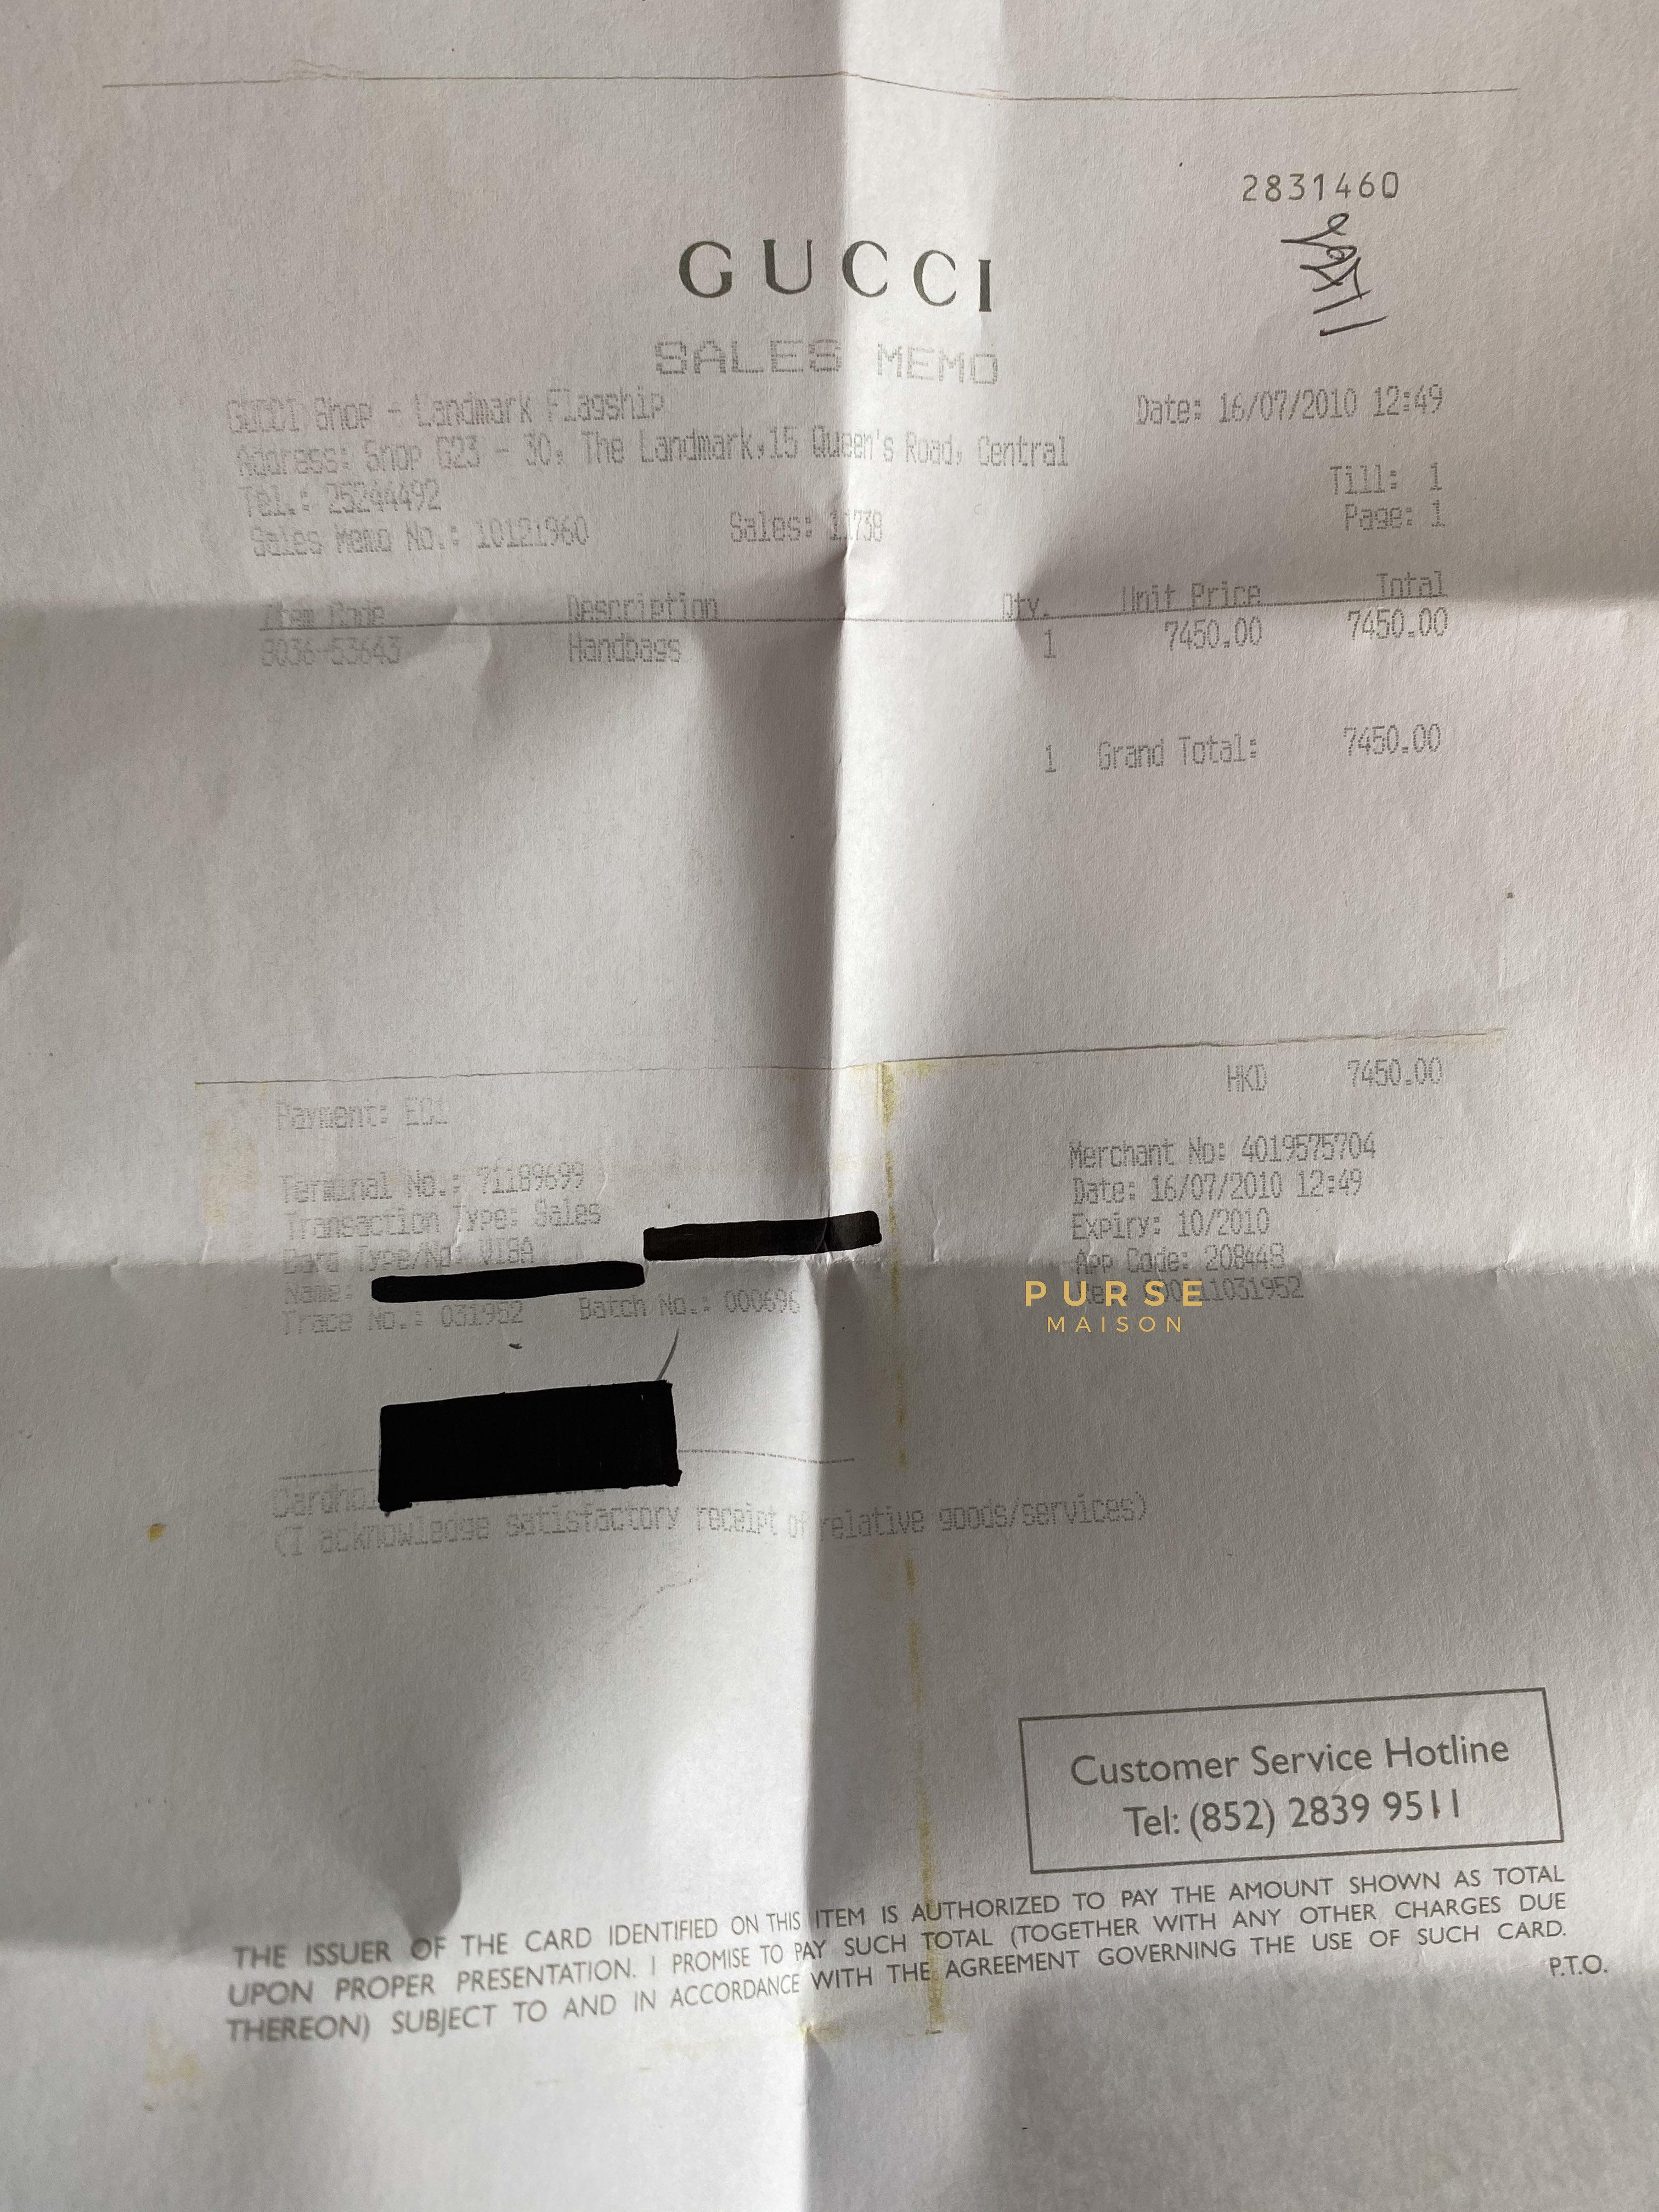 2831460
GUCCI
SALES MEMO
GUCCI Shop - Landmark Flagship
Date: 16/07/2010 12:49
Address: Shop G23 - 30, The Landmark,15 Queen's Road, Central
Tel.: 25244492
Till: 1
Sales Memo No.: 10121960 Sales: 11738
Page: 1
Item Code Description Qty. Unit Price Total
8036-53643 Handbags 1 7450.00 7450.00
1 Grand Total: 7450.00
HKD 7450.00
Payment: EC1
Terminal No.: 71189699
Merchant No: 4019575704
Transaction Type: Sales
Date: 16/07/2010 12:49
Card Type/No: VISA
Expiry: 10/2010
Name:
App Code: 208448
Trace No.: 031952 Batch No.: 000696
PURSE
MAISON
(I acknowledge satisfactory receipt of relative goods/services)
Customer Service Hotline
Tel: (852) 2839 9511
THE ISSUER OF THE CARD IDENTIFIED ON THIS ITEM IS AUTHORIZED TO PAY THE AMOUNT SHOWN AS TOTAL
UPON PROPER PRESENTATION. I PROMISE TO PAY SUCH TOTAL (TOGETHER WITH ANY OTHER CHARGES DUE
THEREON) SUBJECT TO AND IN ACCORDANCE WITH THE AGREEMENT GOVERNING THE USE OF SUCH CARD.
P.T.O.